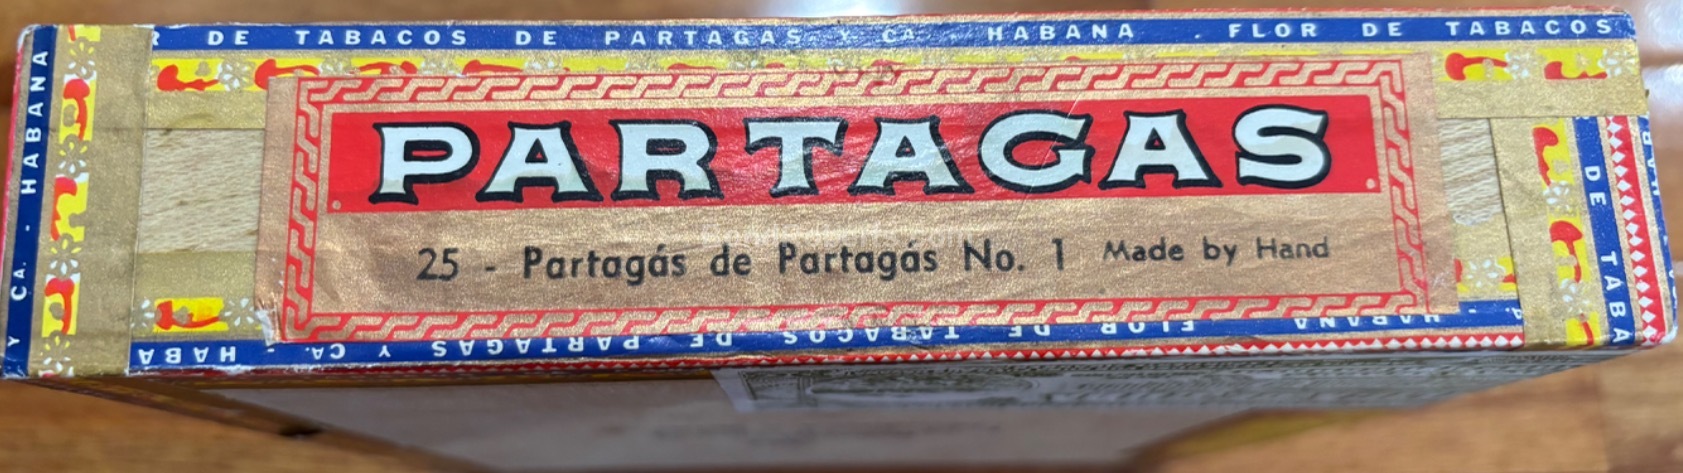 R DE TABACOS DE PARTAGAS Y CA. HABANA . FLOR DE TABACOS
Y CA. - HABANA
PARTAGAS
25 - Partagás de Partagás No. 1 Made by Hand
DE TABA
A. - HABANA FLOR DE TABACOS DE PARTAGAS Y CA. - HABA